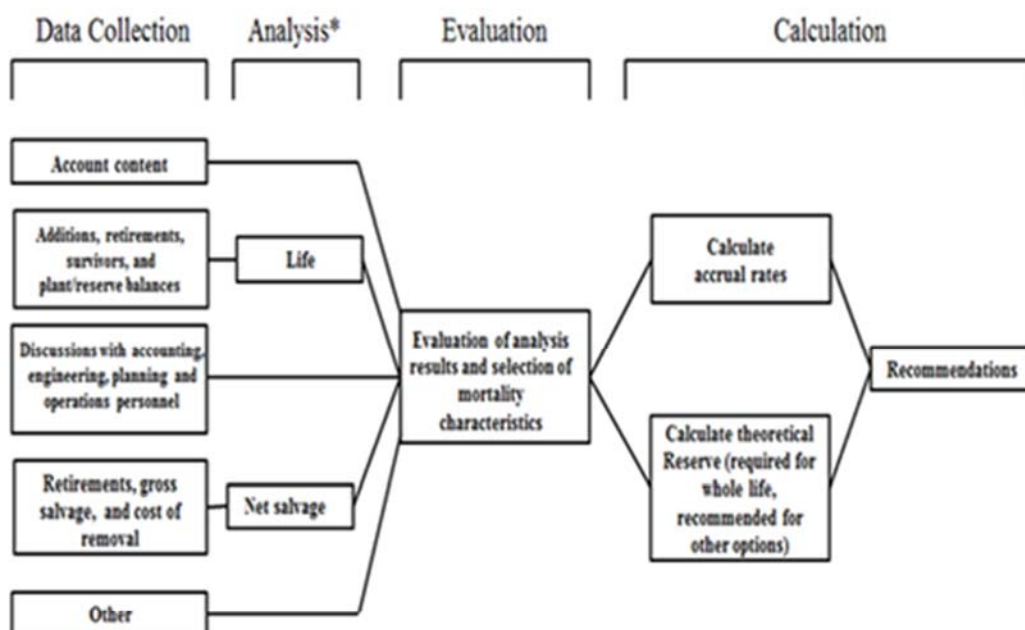 Data Collection
Analysis*
Evaluation
Calculation
Account content
Additions, retirements,
survivors, and
plant/reserve balances
Life
Discussions with accounting,
engineering, planning and
operations personnel
Retirements, gross
salvage, and cost of
removal
Net salvage
Other
Evaluation of analysis
results and selection of
mortality
characteristics
Calculate
accrual rates
Calculate theoretical
Reserve (required for
whole life,
recommended for
other options)
Recommendations